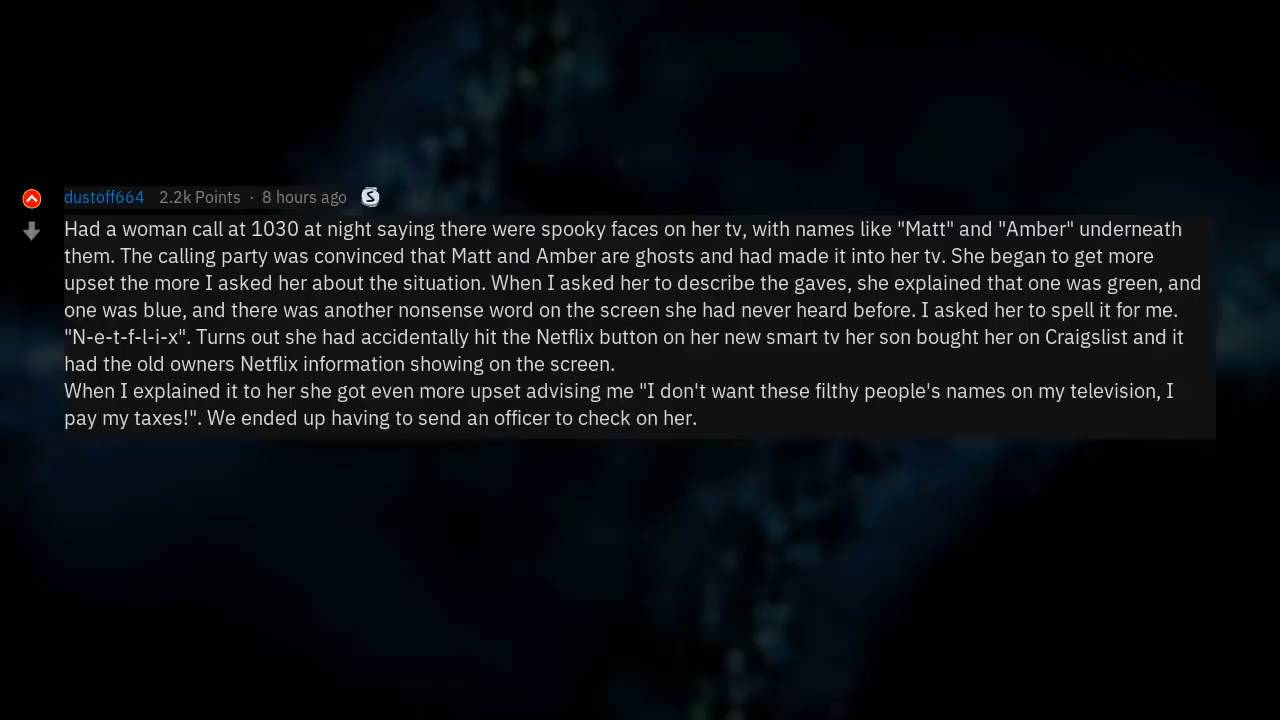 dustoff664 2.2k Points · 8 hours ago S
Had a woman call at 1030 at night saying there were spooky faces on her tv, with names like "Matt" and "Amber" underneath
them. The calling party was convinced that Matt and Amber are ghosts and had made it into her tv. She began to get more
upset the more I asked her about the situation. When I asked her to describe the gaves, she explained that one was green, and
one was blue, and there was another nonsense word on the screen she had never heard before. I asked her to spell it for me.
"N-e-t-f-l-i-x". Turns out she had accidentally hit the Netflix button on her new smart tv her son bought her on Craigslist and it
had the old owners Netflix information showing on the screen.
When I explained it to her she got even more upset advising me "I don't want these filthy people's names on my television, I
pay my taxes!". We ended up having to send an officer to check on her.